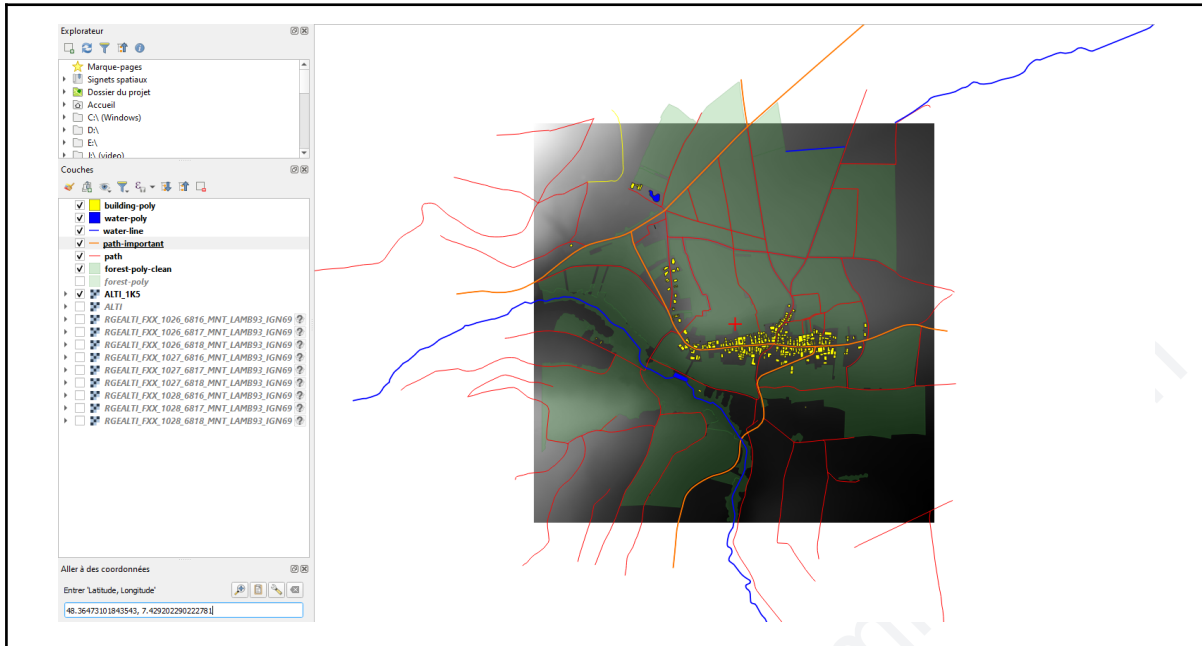 Explorateur
Marque-pages
Signets spatiaux
Dossier du projet
Accueil
C:\ (Windows)
D:\
E:\
I:\ (video)
Couches
building-poly
water-poly
water-line
path-important
path
forest-poly-clean
forest-poly
ALTI_1K5
ALTI
RGEALTI_FXX_1026_6816_MNT_LAMB93_IGN69 ?
RGEALTI_FXX_1026_6817_MNT_LAMB93_IGN69 ?
RGEALTI_FXX_1026_6818_MNT_LAMB93_IGN69 ?
RGEALTI_FXX_1027_6816_MNT_LAMB93_IGN69 ?
RGEALTI_FXX_1027_6817_MNT_LAMB93_IGN69 ?
RGEALTI_FXX_1027_6818_MNT_LAMB93_IGN69 ?
RGEALTI_FXX_1028_6816_MNT_LAMB93_IGN69 ?
RGEALTI_FXX_1028_6817_MNT_LAMB93_IGN69 ?
RGEALTI_FXX_1028_6818_MNT_LAMB93_IGN69 ?
Aller à des coordonnées
Entrer 'Latitude, Longitude'
48.36473101843543, 7.429202290222781